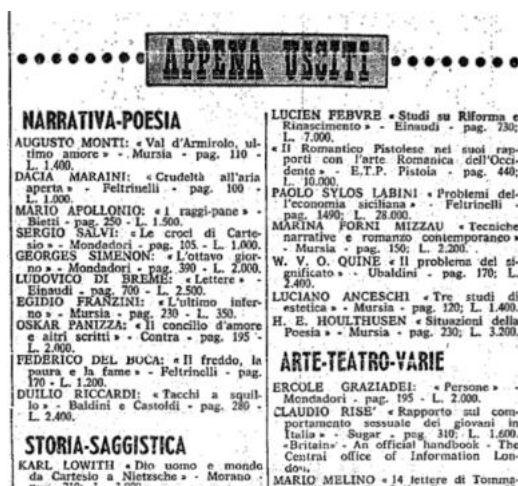 APPENA USCITI
NARRATIVA-POESIA
AUGUSTO MONTI: «Val d'Armirolo, ul-
timo amore» - Mursia - pag. 110 -
L. 1.400.
DACIA MARAINI: «Crudeltà all'aria
aperta» - Feltrinelli - pag. 100 -
L. 1.000.
MARIO APOLLONIO: «I raggi-pane» -
Bietti - pag. 250 - L. 1.500.
SERGIO SALVI: «Le croci di Carte-
sio» - Mondadori - pag. 105. - L. 1.000.
GEORGES SIMENON: «L'ottavo gior-
no» - Mondadori - pag. 390 - L. 2.000.
LUDOVICO DI BREME: «Lettere» -
Einaudi - pag. 700 - L. 2.500.
EGIDIO FRANZINI: «L'ultimo infer-
no» - Mursia - pag. 230 - L. 350.
OSKAR PANIZZA: «Il concilio d'amore
e altri scritti» - Contra - pag. 195 -
L. 2.000.
FEDERICO DEL BOCA: «Il freddo, la
paura e la fame» - Feltrinelli - pag.
170 - L. 1.200.
DUILIO RICCARDI: «Tacchi a squil-
lo» - Baldini e Castoldi - pag. 280 -
L. 2.400.
STORIA-SAGGISTICA
KARL LOWITH «Dio uomo e mondo
da Cartesio a Nietzsche» - Morano -
LUCIEN FEBVRE «Studi su Riforma e
Rinascimento» - Einaudi - pag. 730;
L. 7.000.
«Il Romantico Pistolese nei suoi rap-
porti con l'arte Romanica dell'Occi-
dente» - E.T.P. Pistoia - pag. 440;
L. 10.000.
PAOLO SYLOS LABINI «Problemi del-
l'economia siciliana» - Feltrinelli -
pag. 1490; L. 28.000.
MARINA FORNI MIZZAU «Tecniche
narrative e romanzo contemporaneo»
- Mursia - pag. 150; L. 2.200.
W. V. O. QUINE «Il problema del si-
gnificato» - Ubaldini - pag. 170; L.
2.400.
LUCIANO ANCESCHI «Tre studi di
estetica» - Mursia - pag. 120; L. 1.400.
H. E. HOULTHUSEN «Situazioni della
Poesia» - Mursia - pag. 230; L. 3.200.
ARTE-TEATRO-VARIE
ERCOLE GRAZIADEI: «Persone» -
Mondadori - pag. 195 - L. 2.000.
CLAUDIO RISE' «Rapporto sul com-
portamento sessuale dei giovani in
Italia» - Sugar - pag. 310; L. 1.600.
«Britain» - An official handbook - The
Central office of Information Lon-
don.
MARIO MELINO «14 lettere di Tomma-